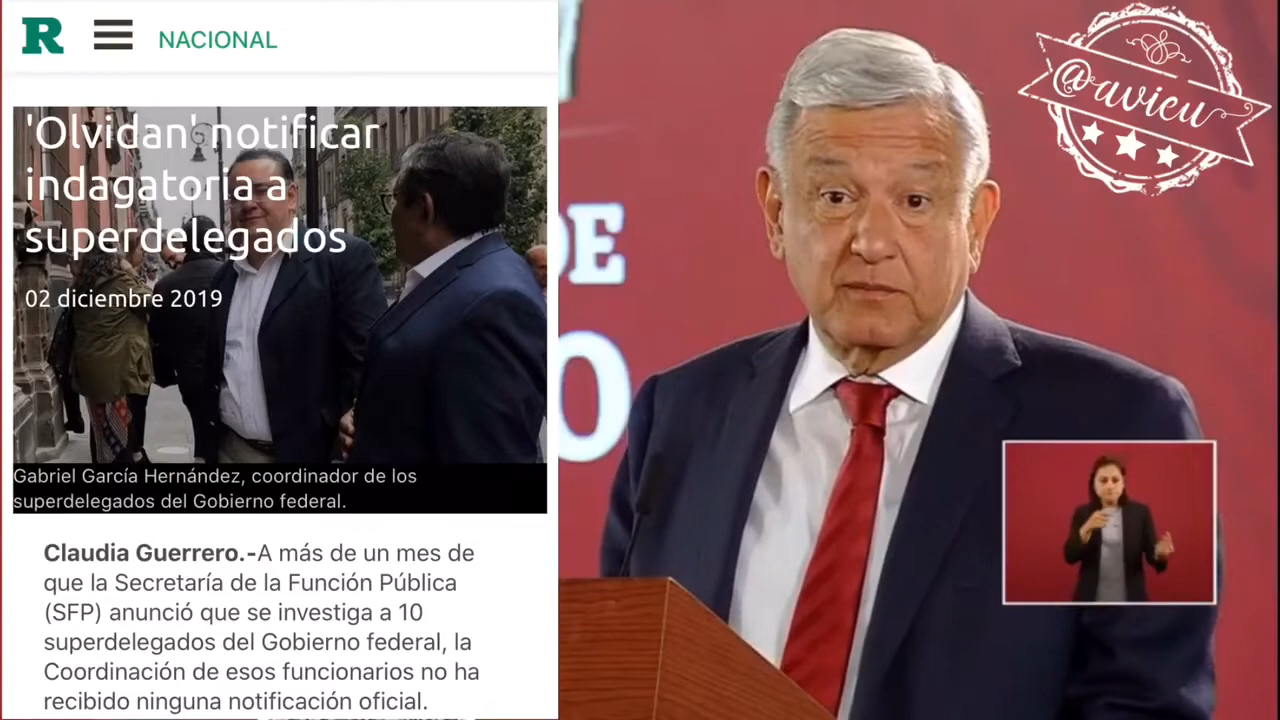 R
NACIONAL
'Olvidan' notificar
indagatoria a
superdelegados
02 diciembre 2019
Gabriel García Hernández, coordinador de los
superdelegados del Gobierno federal.
Claudia Guerrero.-A más de un mes de
que la Secretaría de la Función Pública
(SFP) anunció que se investiga a 10
superdelegados del Gobierno federal, la
Coordinación de esos funcionarios no ha
recibido ninguna notificación oficial.
DE
O
@avicu